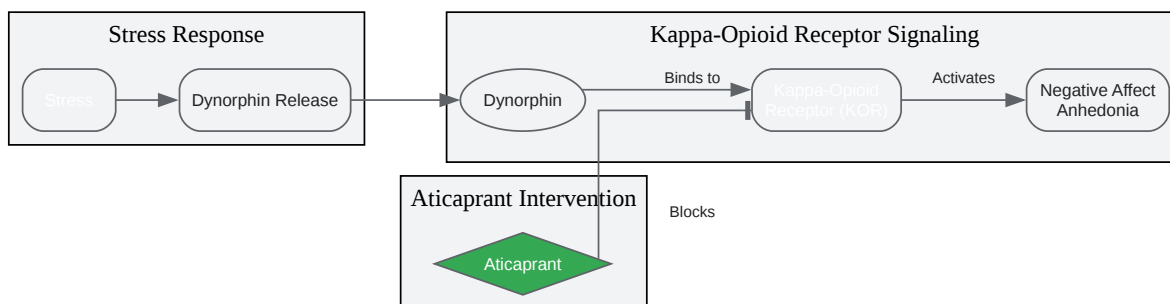 Stress Response
Stress
Dynorphin Release
Kappa-Opioid Receptor Signaling
Dynorphin
Binds to
Kappa-Opioid
Receptor (KOR)
Activates
Negative Affect
Anhedonia
Aticaprant Intervention
Aticaprant
Blocks